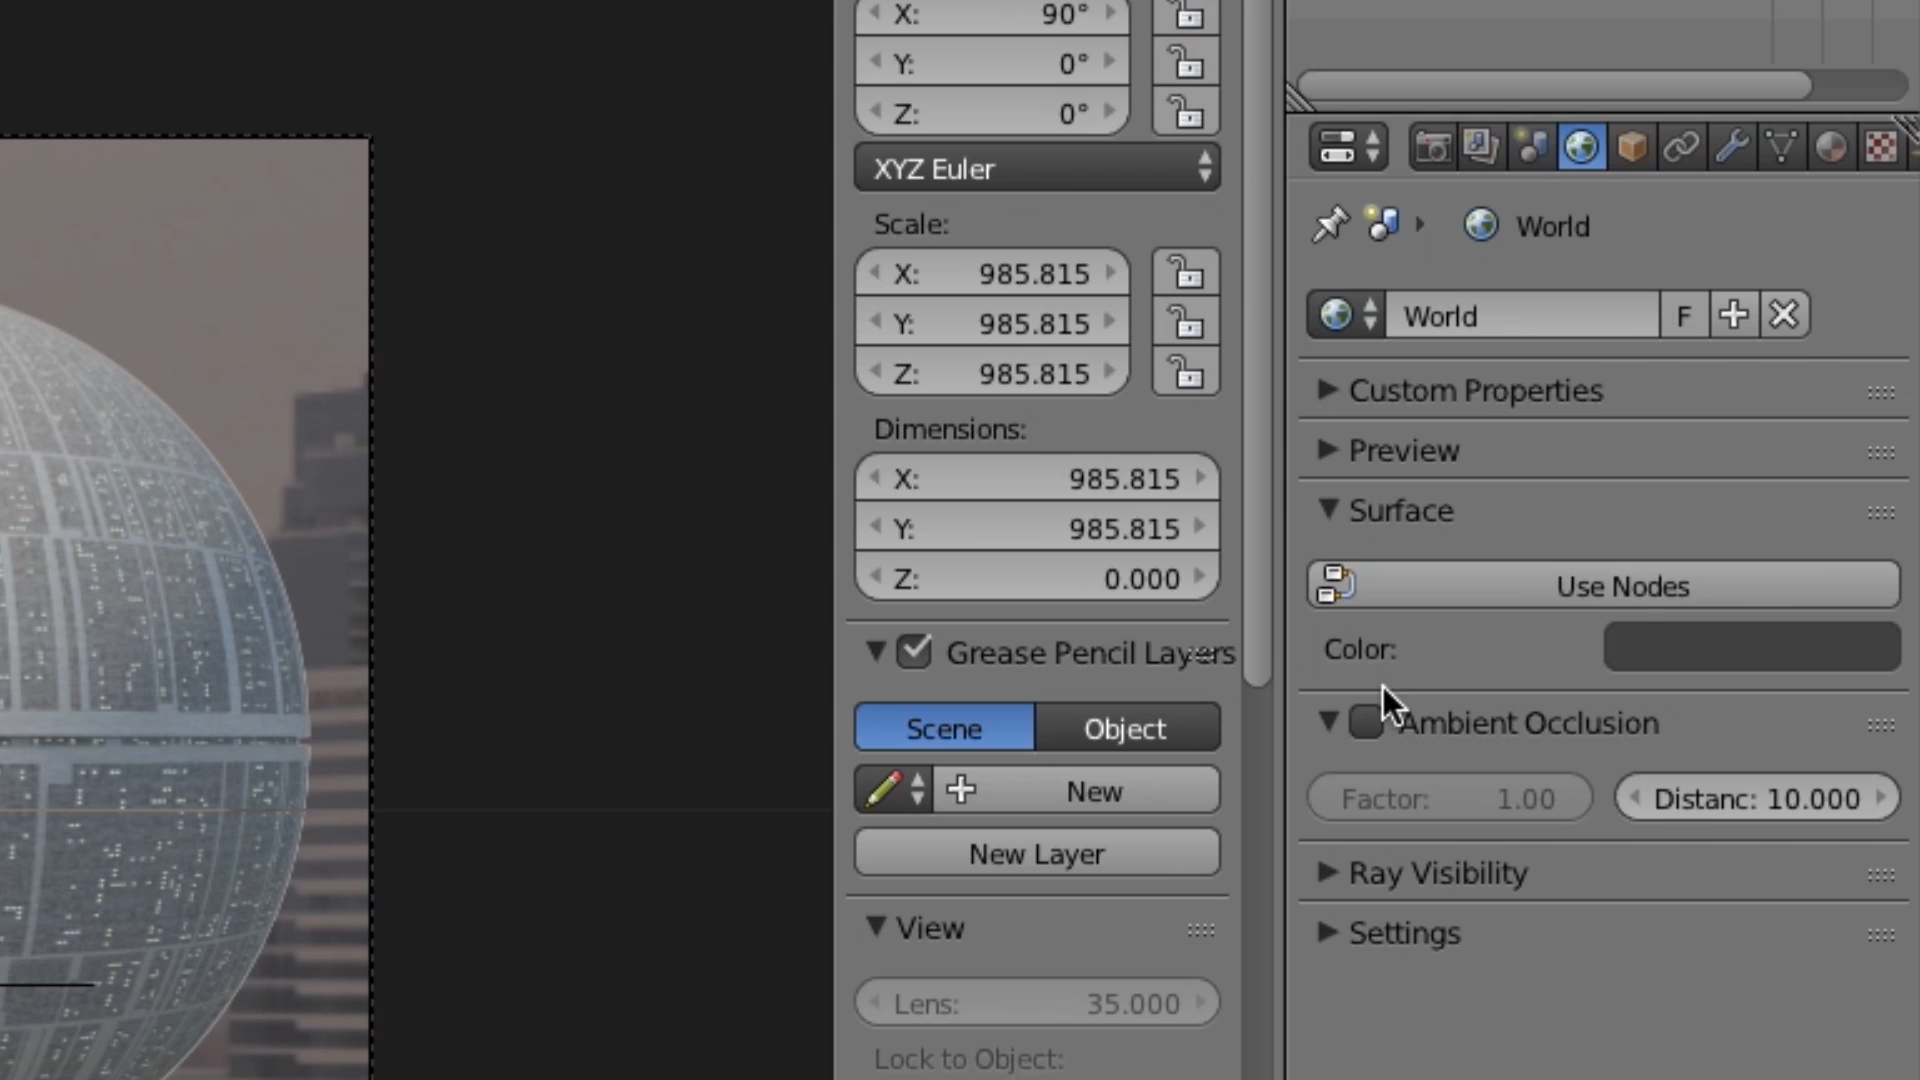 X: 90°
Y: 0°
Z: 0°
XYZ Euler
Scale:
X: 985.815
Y: 985.815
Z: 985.815
Dimensions:
X: 985.815
Y: 985.815
Z: 0.000
Grease Pencil Layers
Scene Object
New
New Layer
View
Lens: 35.000
Lock to Object:
World
World F
Custom Properties
Preview
Surface
Use Nodes
Color:
Ambient Occlusion
Factor: 1.00 Distanc: 10.000
Ray Visibility
Settings